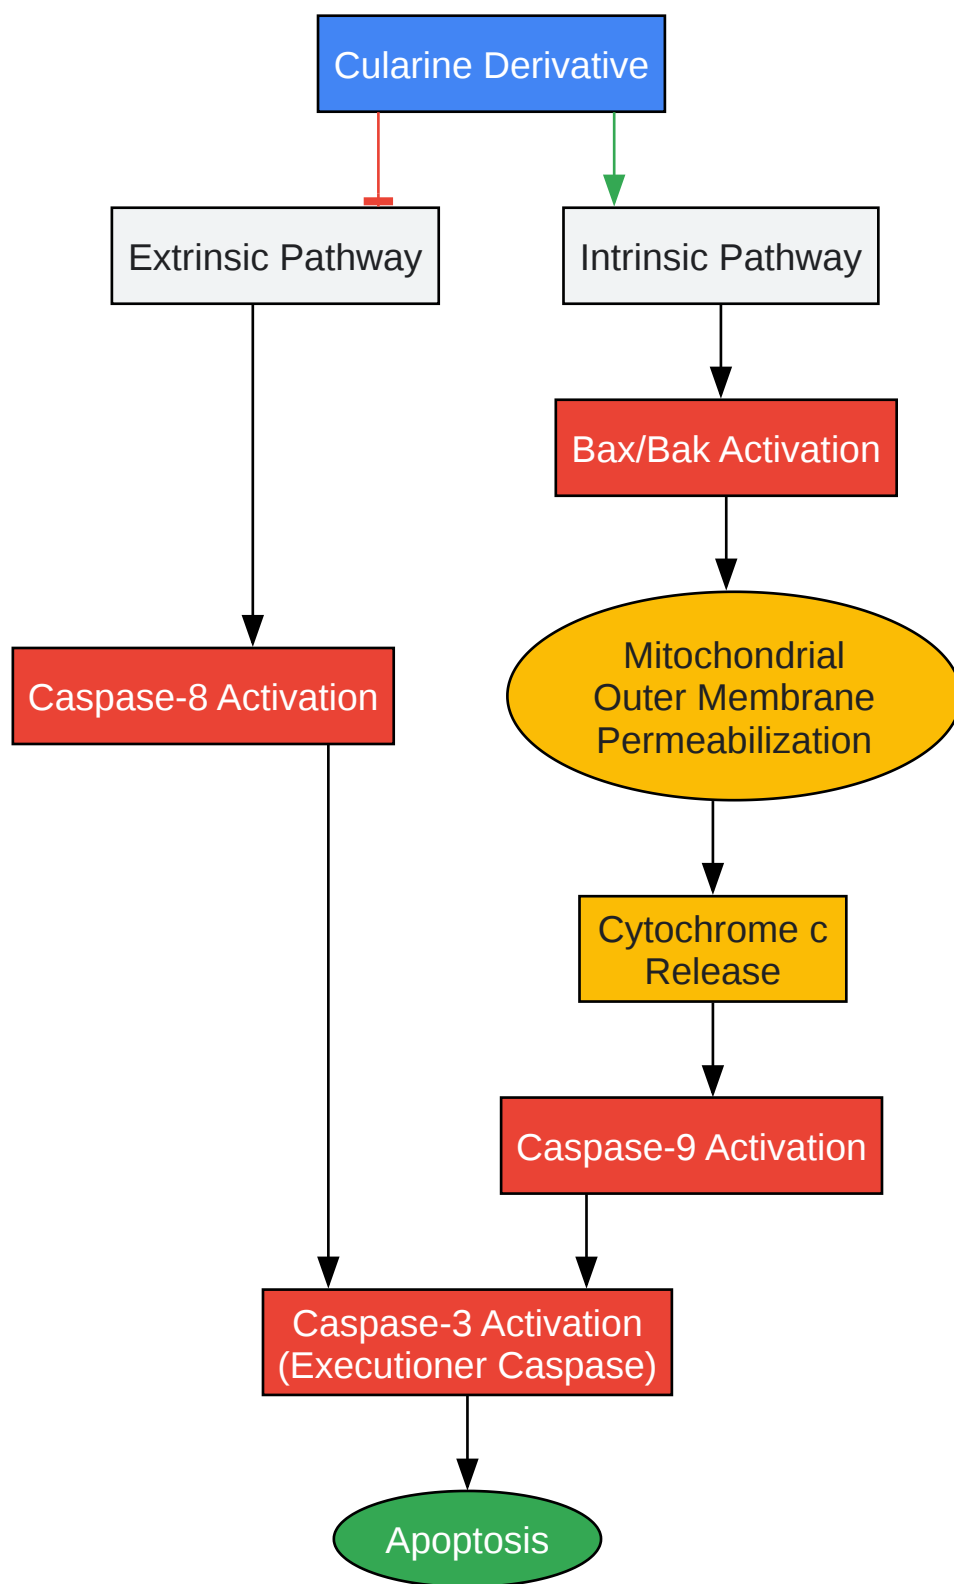 Cularine Derivative
Extrinsic Pathway
Intrinsic Pathway
Bax/Bak Activation
Caspase-8 Activation
Mitochondrial
Outer Membrane
Permeabilization
Cytochrome c
Release
Caspase-9 Activation
Caspase-3 Activation
(Executioner Caspase)
Apoptosis